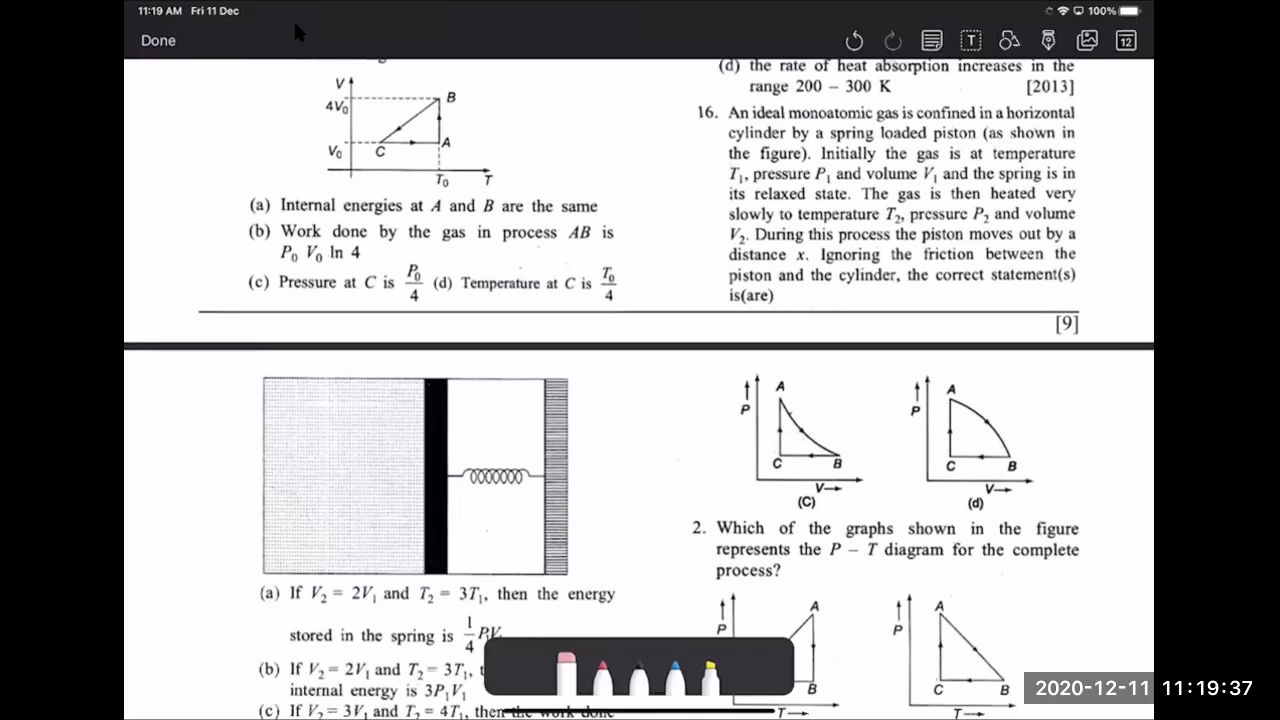 11:19 AM Fri 11 Dec
100%
Done
T
12
V
4V₀
B
V₀
C
A
T₀
T
(a) Internal energies at A and B are the same
(b) Work done by the gas in process AB is
P₀ V₀ ln 4
(c) Pressure at C is P₀/4 (d) Temperature at C is T₀/4
(d) the rate of heat absorption increases in the
range 200 – 300 K [2013]
16. An ideal monoatomic gas is confined in a horizontal
cylinder by a spring loaded piston (as shown in
the figure). Initially the gas is at temperature
T₁, pressure P₁ and volume V₁ and the spring is in
its relaxed state. The gas is then heated very
slowly to temperature T₂, pressure P₂ and volume
V₂. During this process the piston moves out by a
distance x. Ignoring the friction between the
piston and the cylinder, the correct statement(s)
is(are)
[9]
(a) If V₂ = 2V₁ and T₂ = 3T₁, then the energy
stored in the spring is 1/4 P₁V
(b) If V₂ = 2V₁ and T₂ = 3T₁,
internal energy is 3P₁V₁
(c) If V₂ = 3V₁ and T₂ = 4T₁, then the work done
P
A
C
B
V
(C)
P
A
C
B
V
(d)
2. Which of the graphs shown in the figure
represents the P – T diagram for the complete
process?
P
A
B
T
P
A
C
B
T
2020-12-11 11:19:37